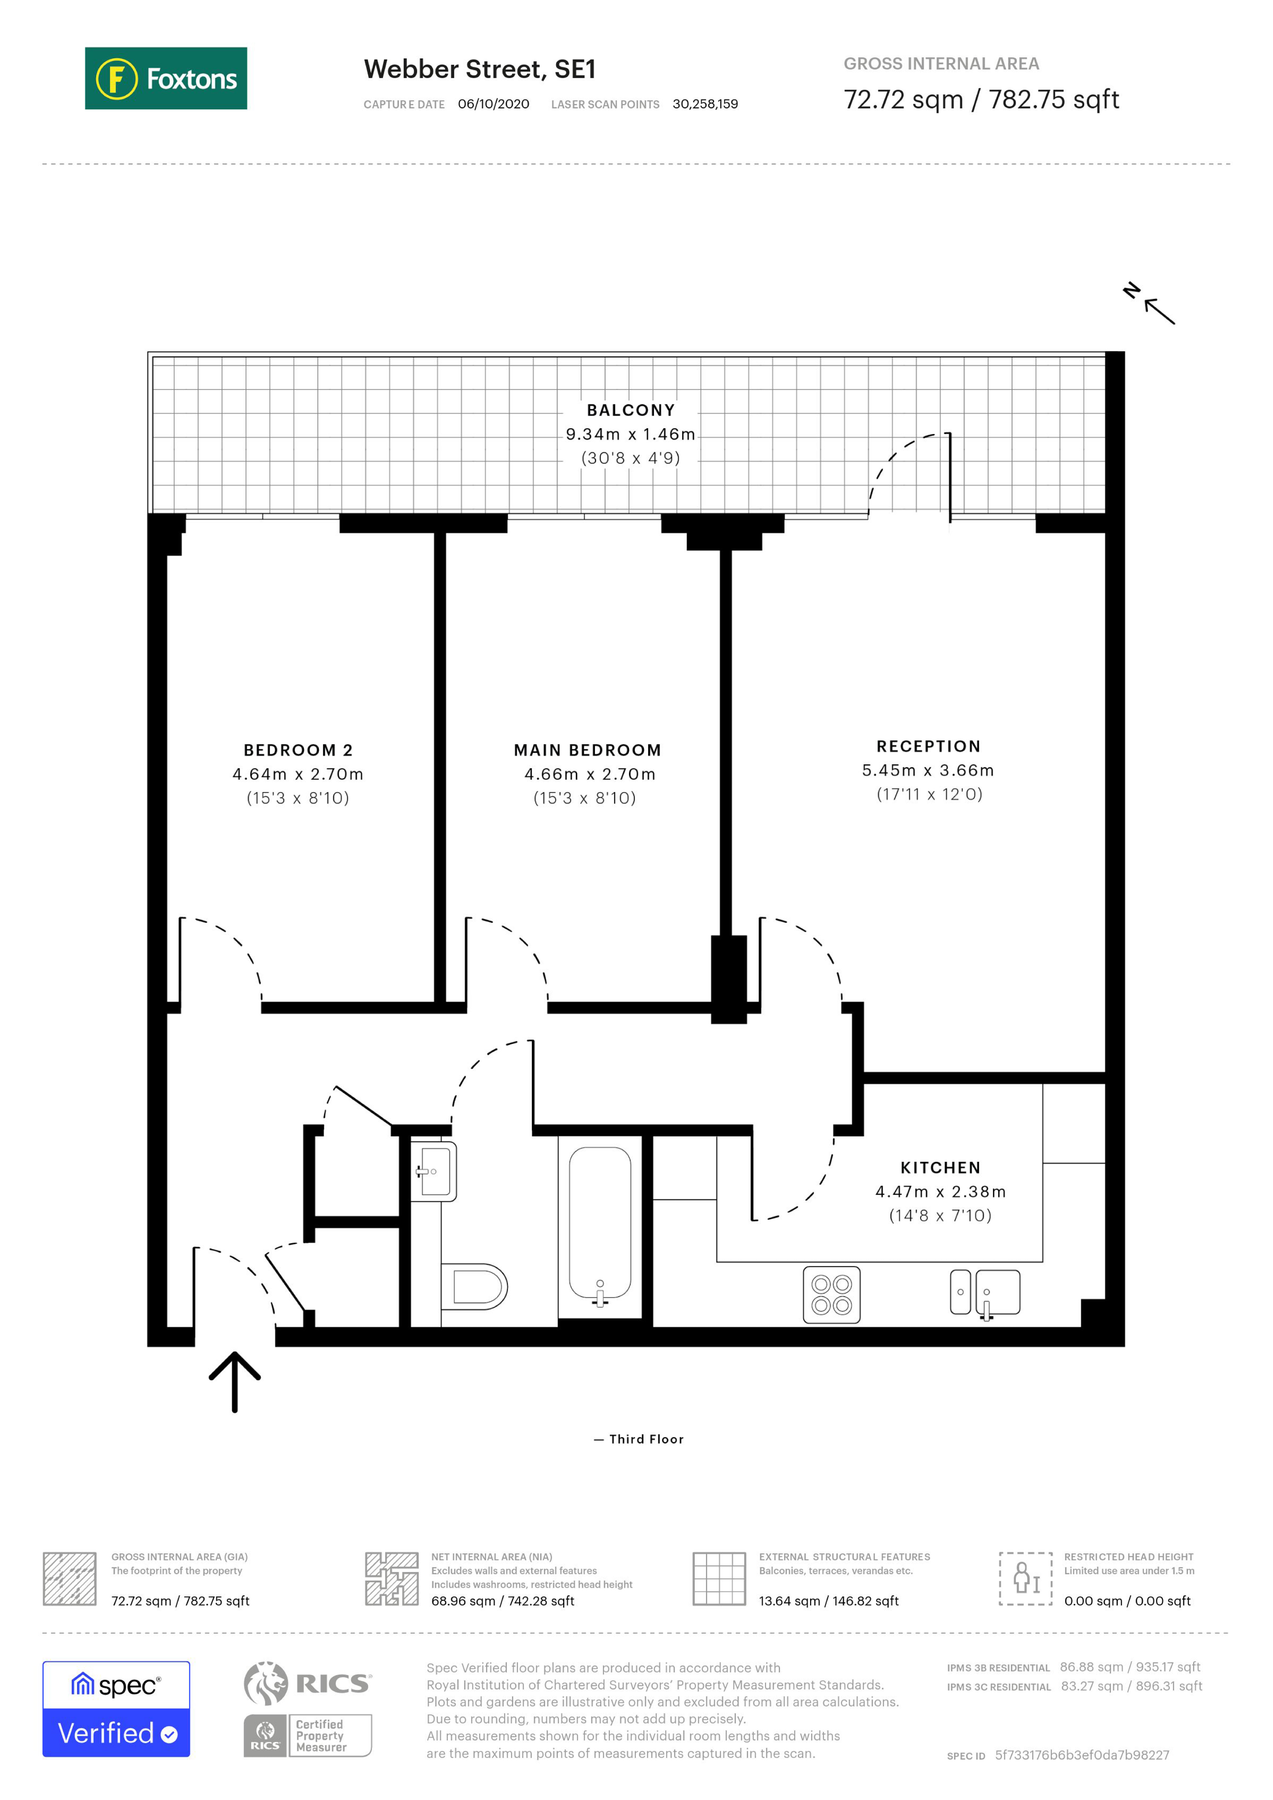 F Foxtons
Webber Street, SE1
CAPTURE DATE 06/10/2020 LASER SCAN POINTS 30,258,159
GROSS INTERNAL AREA
72.72 sqm / 782.75 sqft
N
BALCONY
9.34m x 1.46m
(30'8 x 4'9)
BEDROOM 2
4.64m x 2.70m
(15'3 x 8'10)
MAIN BEDROOM
4.66m x 2.70m
(15'3 x 8'10)
RECEPTION
5.45m x 3.66m
(17'11 x 12'0)
KITCHEN
4.47m x 2.38m
(14'8 x 7'10)
— Third Floor
GROSS INTERNAL AREA (GIA)
The footprint of the property
72.72 sqm / 782.75 sqft
NET INTERNAL AREA (NIA)
Excludes walls and external features
Includes washrooms, restricted head height
68.96 sqm / 742.28 sqft
EXTERNAL STRUCTURAL FEATURES
Balconies, terraces, verandas etc.
13.64 sqm / 146.82 sqft
RESTRICTED HEAD HEIGHT
Limited use area under 1.5 m
0.00 sqm / 0.00 sqft
spec®
Verified
RICS®
RICS
Certified
Property
Measurer
Spec Verified floor plans are produced in accordance with
Royal Institution of Chartered Surveyors’ Property Measurement Standards.
Plots and gardens are illustrative only and excluded from all area calculations.
Due to rounding, numbers may not add up precisely.
All measurements shown for the individual room lengths and widths
are the maximum points of measurements captured in the scan.
IPMS 3B RESIDENTIAL 86.88 sqm / 935.17 sqft
IPMS 3C RESIDENTIAL 83.27 sqm / 896.31 sqft
SPEC ID 5f733176b6b3ef0da7b98227